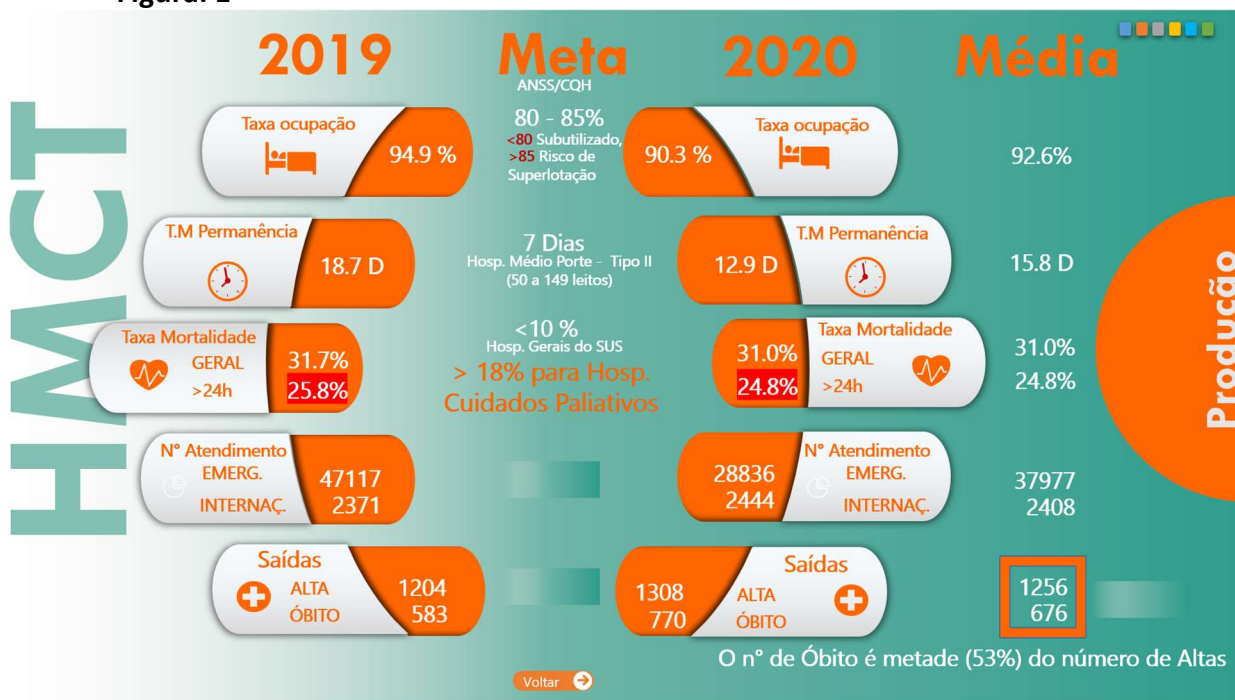 HMCT
2019
Meta
2020
Média
ANSS/CQH
Taxa ocupação
94.9 %
80 - 85%
<80 Subutilizado,
>85 Risco de
Superlotação
90.3 %
Taxa ocupação
92.6%
T.M Permanência
18.7 D
7 Dias
Hosp. Médio Porte - Tipo II
(50 a 149 leitos)
12.9 D
T.M Permanência
15.8 D
Taxa Mortalidade
GERAL
>24h
31.7%
25.8%
<10 %
Hosp. Gerais do SUS
> 18% para Hosp.
Cuidados Paliativos
31.0%
24.8%
Taxa Mortalidade
GERAL
>24h
31.0%
24.8%
N° Atendimento
EMERG.
INTERNAÇ.
47117
2371
28836
2444
N° Atendimento
EMERG.
INTERNAÇ.
37977
2408
Saídas
ALTA
ÓBITO
1204
583
1308
770
Saídas
ALTA
ÓBITO
1256
676
O n° de Óbito é metade (53%) do número de Altas
Voltar
Produção